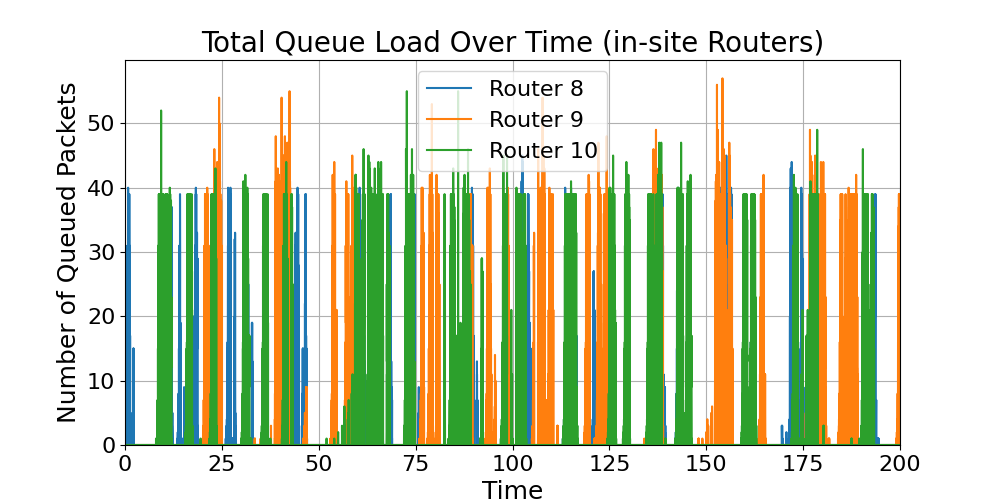 Total Queue Load Over Time (in-site Routers)
Number of Queued Packets
50
40
30
20
10
0
Router 8
Router 9
Router 10
0 25 50 75 100 125 150 175 200
Time